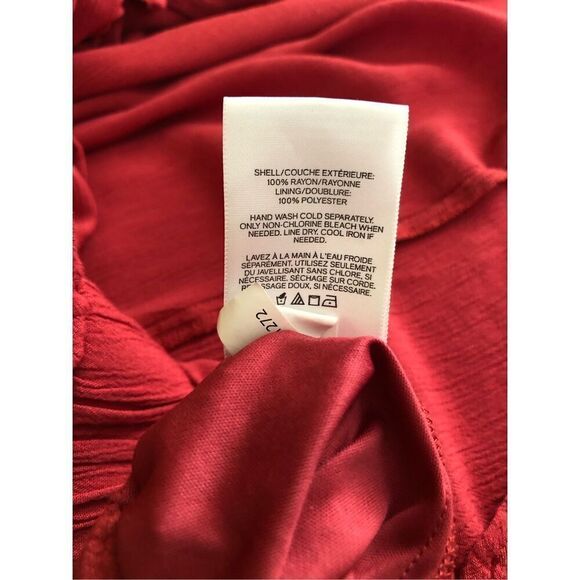 SHELL/COUCHE EXTÉRIEURE:
100% RAYON/RAYONNE
LINING/DOUBLURE:
100% POLYESTER
HAND WASH COLD SEPARATELY.
ONLY NON-CHLORINE BLEACH WHEN
NEEDED. LINE DRY. COOL IRON IF
NEEDED.
LAVEZ À LA MAIN À L'EAU FROIDE
SÉPARÉMENT. UTILISEZ SEULEMENT
DU JAVELLISANT SANS CHLORE, SI
NÉCESSAIRE. SÉCHAGE SUR CORDE.
REPASSAGE DOUX, SI NÉCESSAIRE.
272